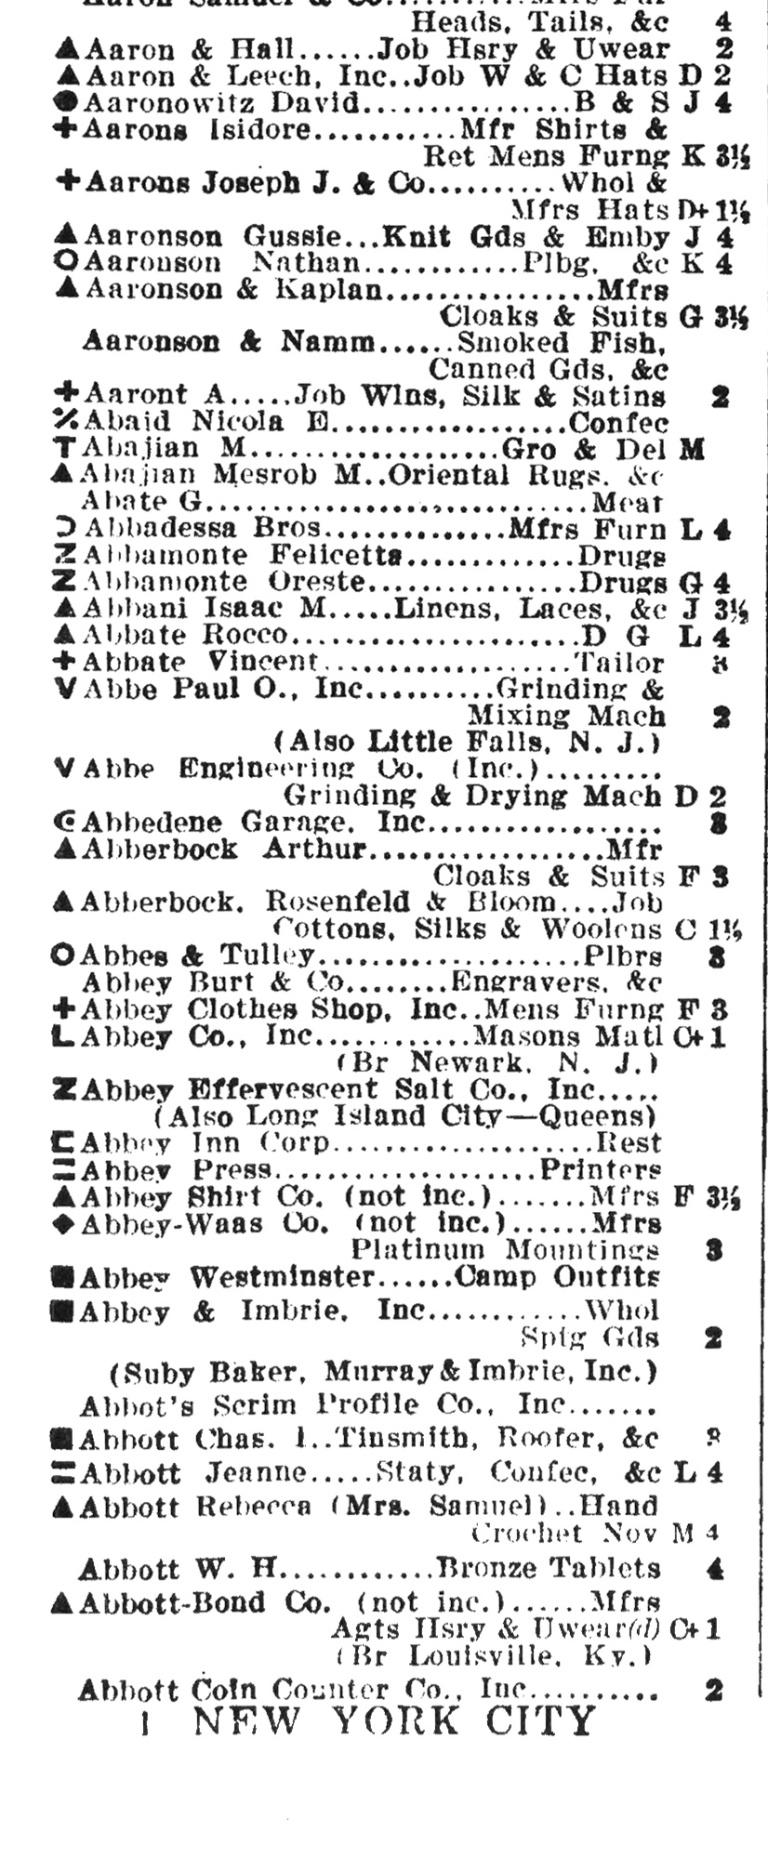 Aaron Samuel & Co..............Mfrs Fur
Heads, Tails, &c 4
▲Aaron & Hall......Job Hsry & Uwear 2
▲Aaron & Leech, Inc..Job W & C Hats D 2
●Aaronowitz David................B & S J 4
+Aarons Isidore...........Mfr Shirts &
Ret Mens Furng K 3½
+Aarons Joseph J. & Co..........Whol &
Mfrs Hats D+ 1½
▲Aaronson Gussie...Knit Gds & Emby J 4
OAaronson Nathan............Plbg, &c K 4
▲Aaronson & Kaplan................Mfrs
Cloaks & Suits G 3½
Aaronson & Namm......Smoked Fish,
Canned Gds, &c
+Aaront A.....Job Wlns, Silk & Satins 2
٪Abaid Nicola E..................Confec
TAbajian M...................Gro & Del M
▲Abajian Mesrob M..Oriental Rugs, &c
Abate G..............................Meat
ↃAbbadessa Bros..............Mfrs Furn L 4
ZAbbamonte Felicetta.............Drugs
ZAbbamonte Oreste................Drugs G 4
▲Abbani Isaac M.....Linens, Laces, &c J 3½
▲Abbate Rocco.......................D G L 4
+Abbate Vincent...................Tailor
VAbbe Paul O., Inc..........Grinding &
Mixing Mach 2
(Also Little Falls, N. J.)
VAbbe Engineering Co. (Inc.).........
Grinding & Drying Mach D 2
Abbedene Garage, Inc.................. 8
▲Abberbock Arthur..................Mfr
Cloaks & Suits F 3
▲Abberbock, Rosenfeld & Bloom....Job
Cottons, Silks & Woolens C 1½
OAbbes & Tulley....................Plbrs 8
Abbey Burt & Co........Engravers, &c
+Abbey Clothes Shop, Inc..Mens Furng F 3
LAbbey Co., Inc............Masons Matl C+ 1
(Br Newark, N. J.)
ZAbbey Effervescent Salt Co., Inc.....
(Also Long Island City—Queens)
⊏Abbey Inn Corp....................Rest
=Abbey Press....................Printers
▲Abbey Shirt Co. (not inc.).......Mfrs F 3½
◆Abbey-Waas Co. (not inc.)......Mfrs
Platinum Mountings 3
■Abbey Westminster......Camp Outfits
■Abbey & Imbrie, Inc............Whol
Sptg Gds 2
(Suby Baker, Murray & Imbrie, Inc.)
Abbot's Scrim Profile Co., Inc.......
■Abbott Chas. I..Tinsmith, Roofer, &c
=Abbott Jeanne.....Staty, Confec, &c L 4
▲Abbott Rebecca (Mrs. Samuel)..Hand
Crochet Nov M 4
Abbott W. H............Bronze Tablets 4
▲Abbott-Bond Co. (not inc.)......Mfrs
Agts Hsry & Uwear(d) C+ 1
(Br Louisville, Ky.)
Abbott Coin Counter Co., Inc.......... 2
1 NEW YORK CITY